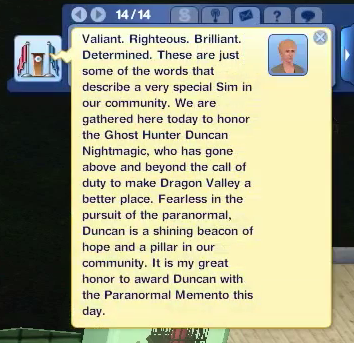 14/14
?
Valiant. Righteous. Brilliant.
Determined. These are just
some of the words that
describe a very special Sim in
our community. We are
gathered here today to honor
the Ghost Hunter Duncan
Nightmagic, who has gone
above and beyond the call of
duty to make Dragon Valley a
better place. Fearless in the
pursuit of the paranormal,
Duncan is a shining beacon of
hope and a pillar in our
community. It is my great
honor to award Duncan with
the Paranormal Memento this
day.